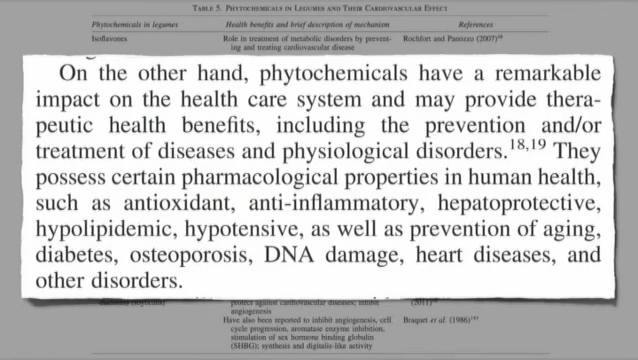 TABLE 5. PHYTOCHEMICALS IN LEGUMES AND THEIR CARDIOVASCULAR EFFECT
Phytochemicals in legumes Health benefits and brief description of mechanism References
Isoflavones Role in treatment of metabolic disorders by prevent- Rochfort and Panozzo (2007)
ing and treating cardiovascular disease
On the other hand, phytochemicals have a remarkable
impact on the health care system and may provide thera-
peutic health benefits, including the prevention and/or
treatment of diseases and physiological disorders.18,19 They
possess certain pharmacological properties in human health,
such as antioxidant, anti-inflammatory, hepatoprotective,
hypolipidemic, hypotensive, as well as prevention of aging,
diabetes, osteoporosis, DNA damage, heart diseases, and
other disorders.
protect against cardiovascular diseases; inhibit (2011)
angiogenesis
Have also been reported to inhibit angiogenesis, cell Braquet et al. (1986)
cycle progression, aromatase enzyme inhibition,
stimulation of sex hormone binding globulin
(SHBG); synthesis and digitalis-like activity